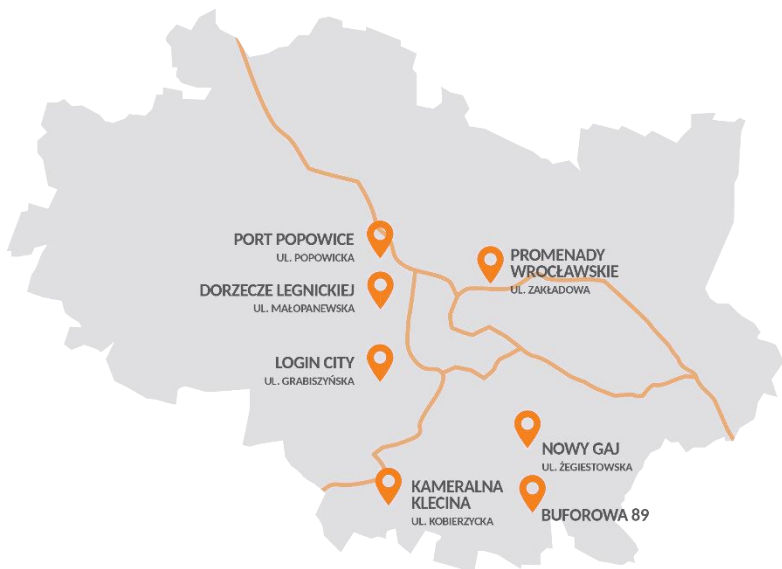 PORT POPOWICE
UL. POPOWICKA
PROMENADY
WROCŁAWSKIE
UL. ZAKŁADOWA
DORZECZE LEGNICKIEJ
UL. MAŁOPANEWSKA
LOGIN CITY
UL. GRABISZYŃSKA
NOWY GAJ
UL. ŻEGIESTOWSKA
KAMERALNA
KLECINA
UL. KOBIERZYCKA
BUFOROWA 89